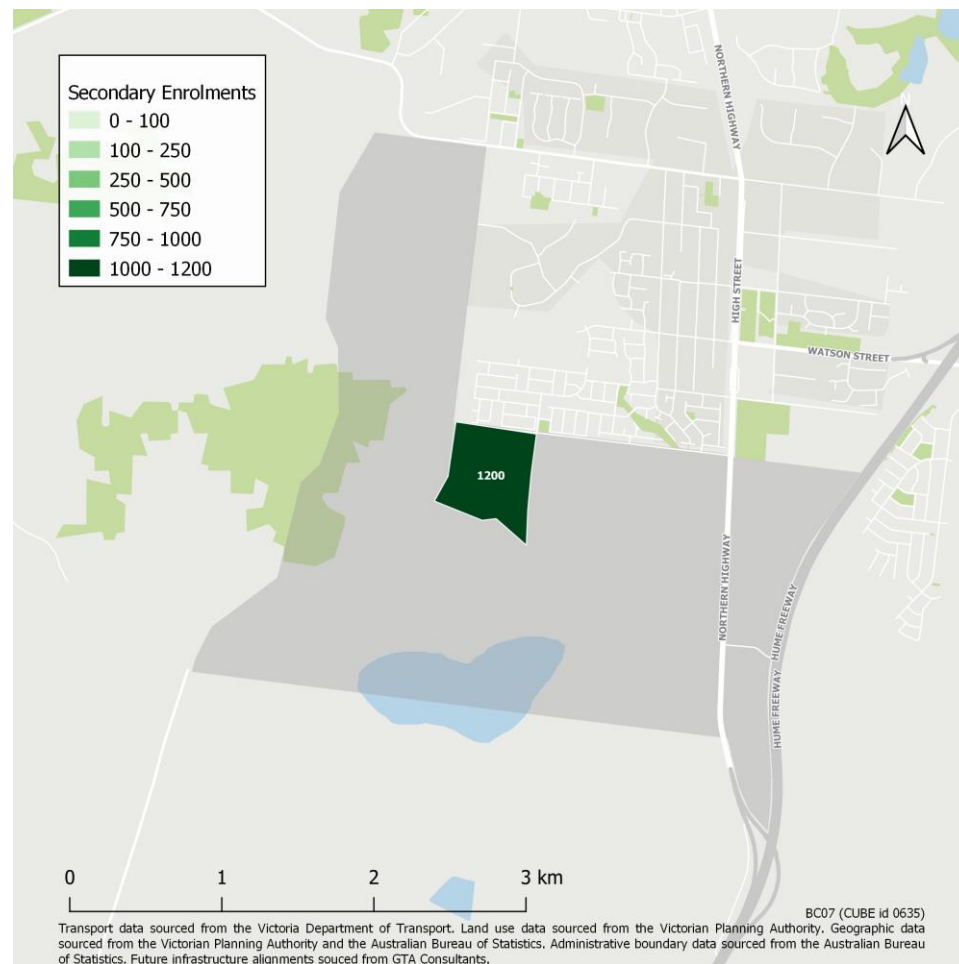 NORTHERN HIGHWAY
Secondary Enrolments
0 - 100
100 - 250
250 - 500
500 - 750
750 - 1000
1000 - 1200
HIGH STREET
WATSON STREET
1200
NORTHERN HIGHWAY
HUME FREEWAY
HUME FREEWAY
0 1 2 3 km
BC07 (CUBE id 0635)
Transport data sourced from the Victoria Department of Transport. Land use data sourced from the Victorian Planning Authority. Geographic data
sourced from the Victorian Planning Authority and the Australian Bureau of Statistics. Administrative boundary data sourced from the Australian Bureau
of Statistics. Future infrastructure alignments souced from GTA Consultants.